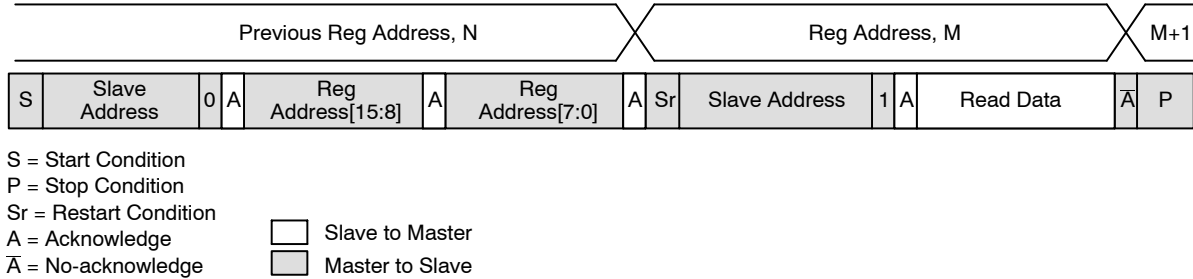 Previous Reg Address, N Reg Address, M M+1
S Slave Address 0 A Reg Address[15:8] A Reg Address[7:0] A Sr Slave Address 1 A Read Data A̅ P
S = Start Condition
P = Stop Condition
Sr = Restart Condition
A = Acknowledge
A̅ = No-acknowledge
Slave to Master
Master to Slave